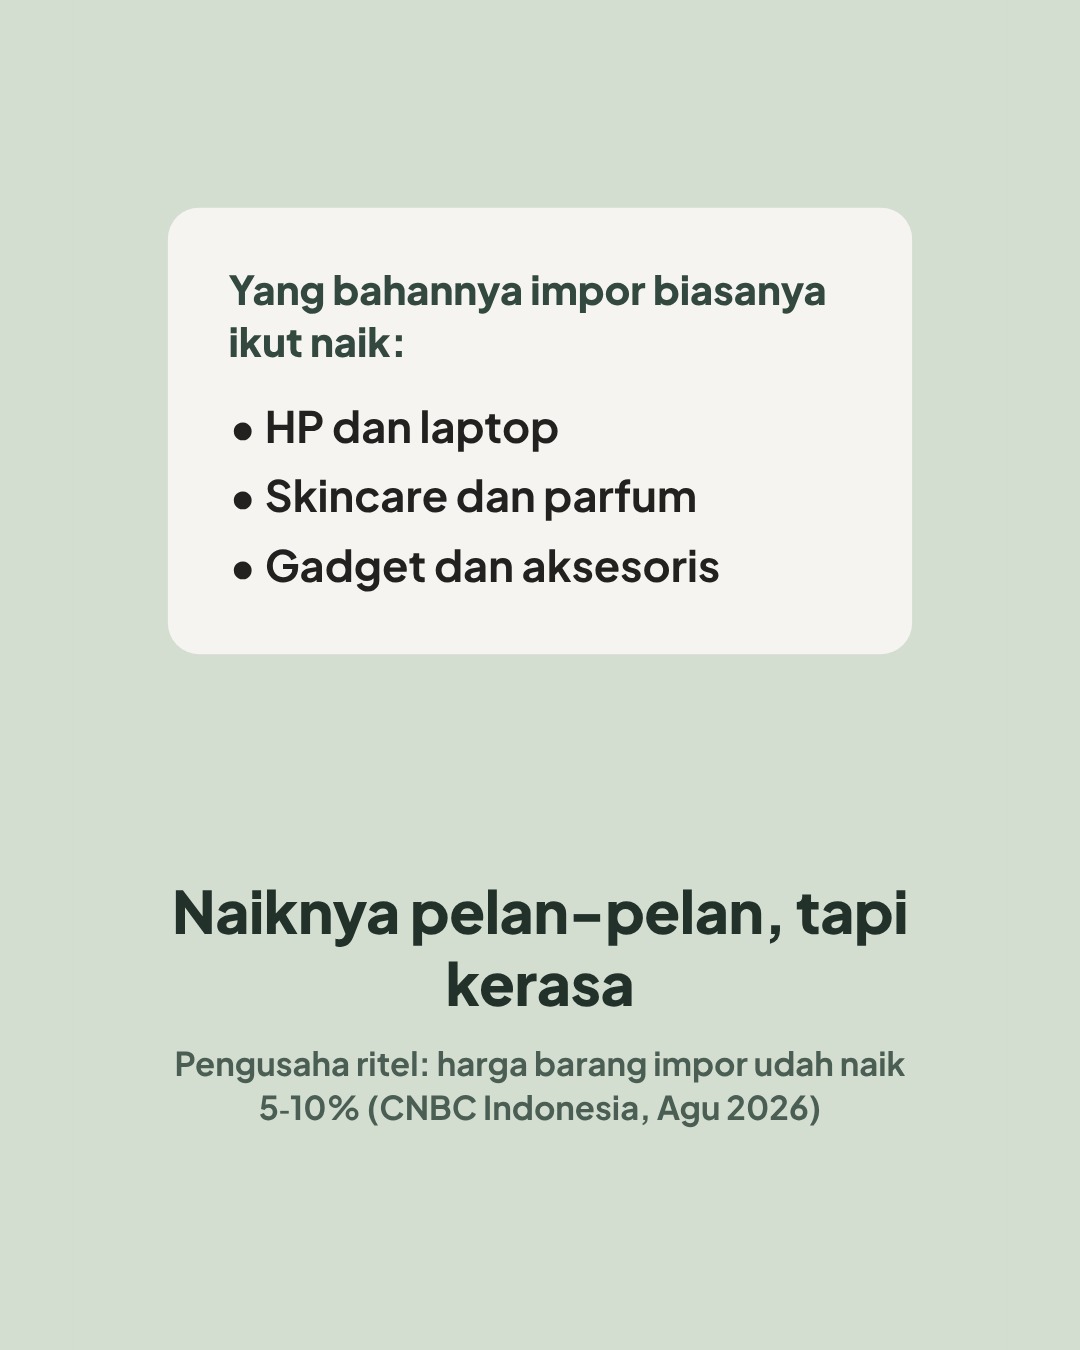 Yang bahannya impor biasanya
ikut naik:
• HP dan laptop
• Skincare dan parfum
• Gadget dan aksesoris
Naiknya pelan-pelan, tapi
kerasa
Pengusaha ritel: harga barang impor udah naik
5-10% (CNBC Indonesia, Agu 2026)